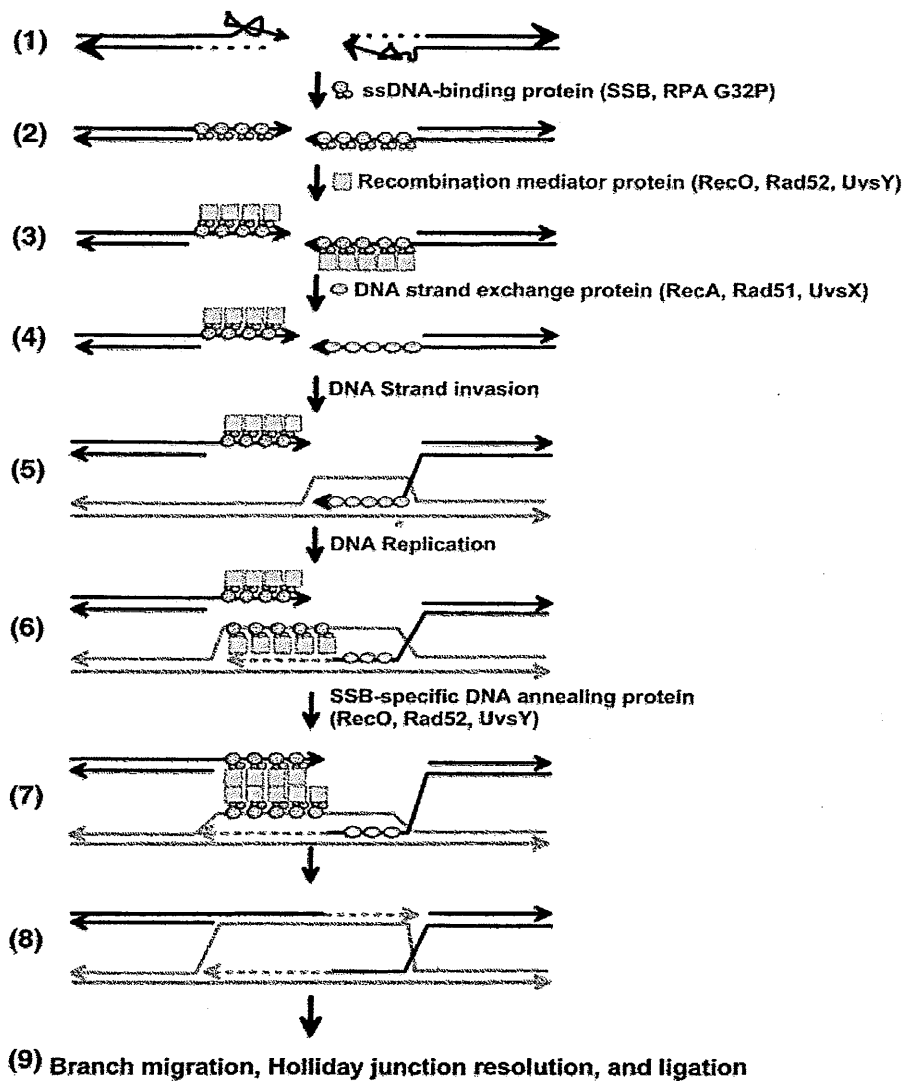 (1)
ssDNA-binding protein (SSB, RPA G32P)
(2)
Recombination mediator protein (RecO, Rad52, UvsY)
(3)
DNA strand exchange protein (RecA, Rad51, UvsX)
(4)
DNA Strand invasion
(5)
DNA Replication
(6)
SSB-specific DNA annealing protein
(RecO, Rad52, UvsY)
(7)
(8)
(9) Branch migration, Holliday junction resolution, and ligation